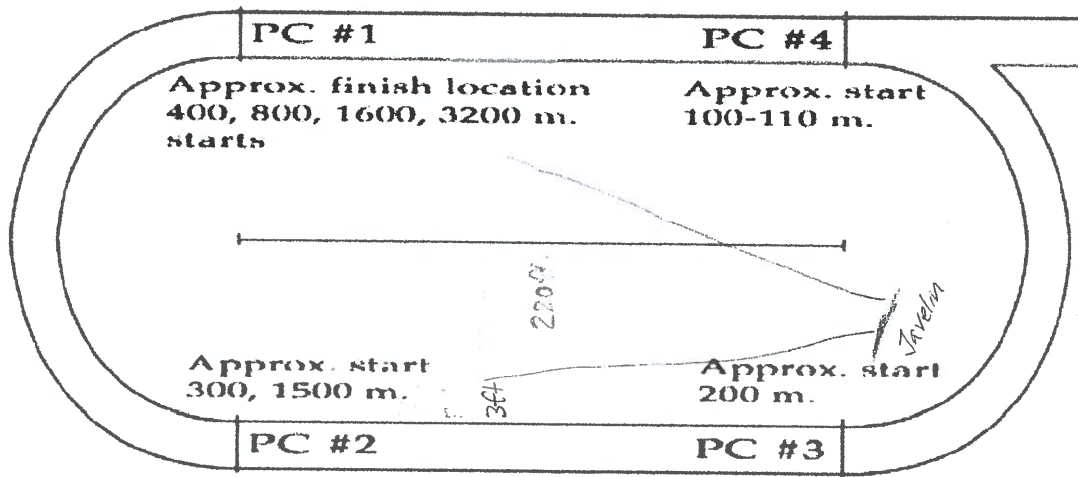 PC #1
PC #4
Approx. finish location
400, 800, 1600, 3200 m.
starts
Approx. start
100-110 m.
220ft.
Javelin
Approx. start
300, 1500 m.
3ft
Approx. start
200 m.
PC #2
PC #3